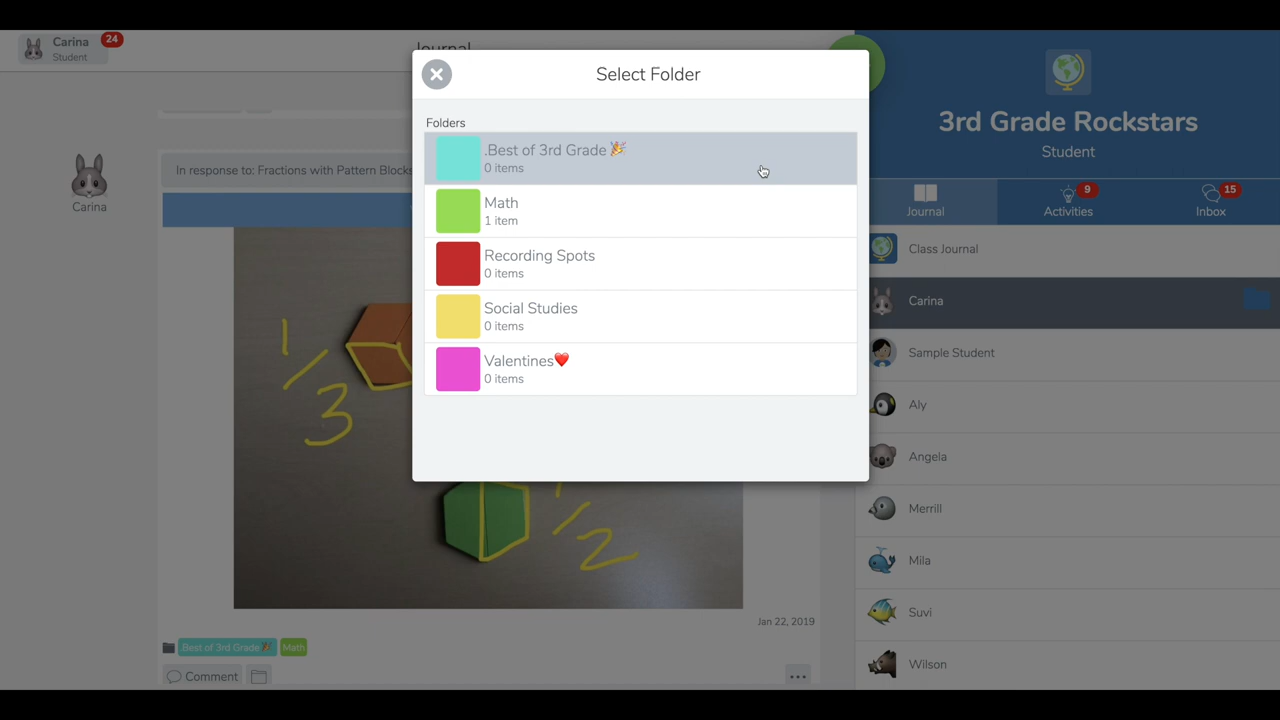 Carina
24
Student
Journal
Select Folder
Folders
.Best of 3rd Grade 🎉
0 items
Math
1 item
Recording Spots
0 items
Social Studies
0 items
Valentines❤️
0 items
3rd Grade Rockstars
Student
Journal
Activities
9
Inbox
15
Class Journal
Carina
Sample Student
Aly
Angela
Merrill
Mila
Suvi
Wilson
Carina
In response to: Fractions with Pattern Blocks
1/3
1/2
Jan 22, 2019
Best of 3rd Grade 🎉 Math
Comment